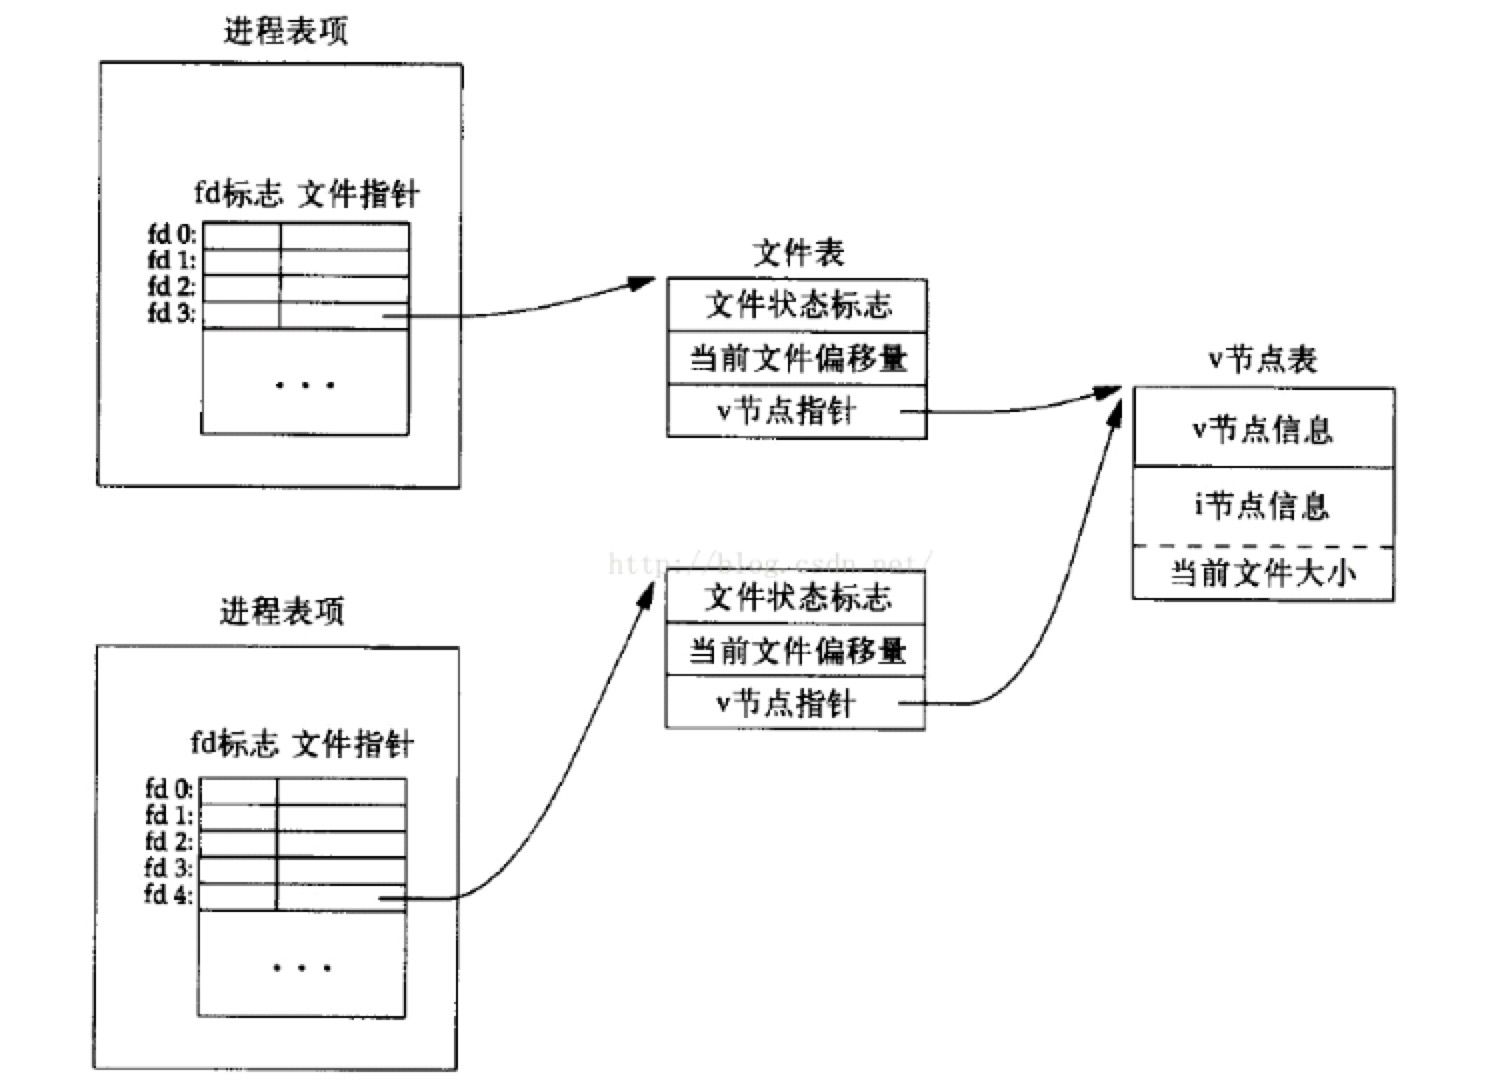 进程表项
fd标志 文件指针
fd 0:
fd 1:
fd 2:
fd 3:
...
文件表
文件状态标志
当前文件偏移量
v节点指针
v节点表
v节点信息
i节点信息
当前文件大小
http://blog.csdn.net/
文件状态标志
当前文件偏移量
v节点指针
进程表项
fd标志 文件指针
fd 0:
fd 1:
fd 2:
fd 3:
fd 4:
...